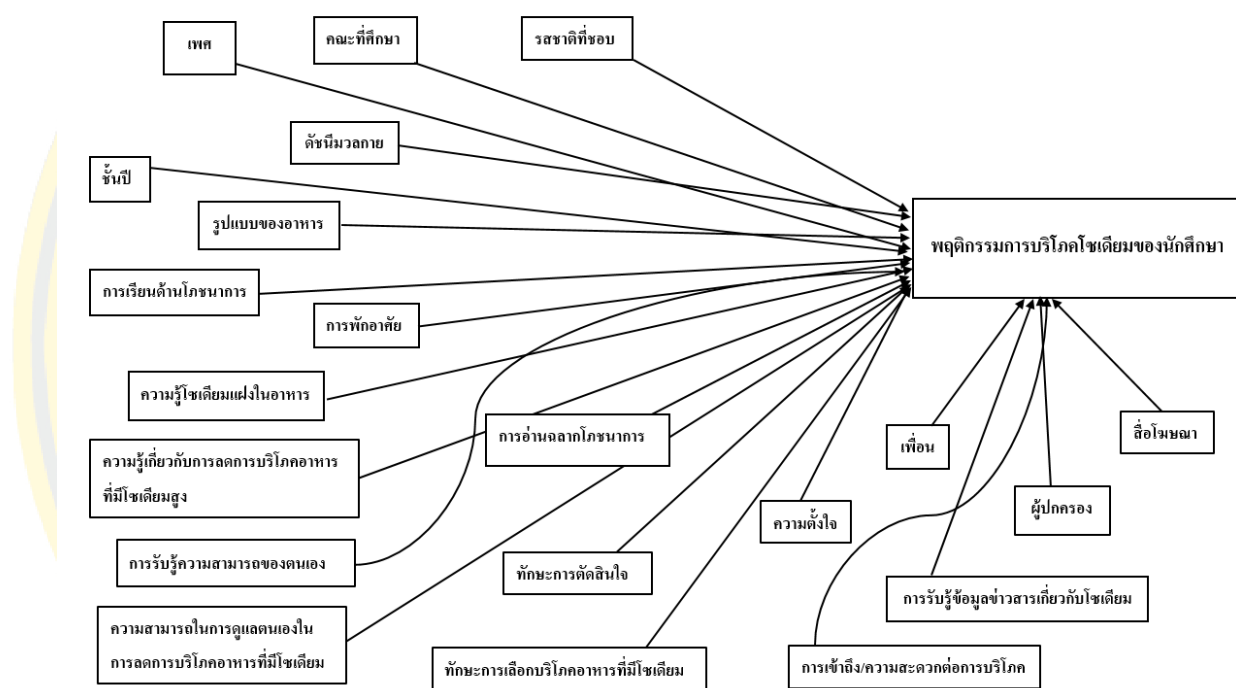 เพศ
คณะที่ศึกษา
รสชาติที่ชอบ
ดัชนีมวลกาย
ชั้นปี
รูปแบบของอาหาร
พฤติกรรมการบริโภคโซเดียมของนักศึกษา
การเรียนด้านโภชนาการ
การพักอาศัย
ความรู้โซเดียมแฝงในอาหาร
การอ่านฉลากโภชนาการ
เพื่อน
สื่อโฆษณา
ความรู้เกี่ยวกับการลดการบริโภคอาหาร
ที่มีโซเดียมสูง
ความตั้งใจ
ผู้ปกครอง
การรับรู้ความสามารถของตนเอง
ทักษะการตัดสินใจ
การรับรู้ข้อมูลข่าวสารเกี่ยวกับโซเดียม
ความสามารถในการดูแลตนเองใน
การลดการบริโภคอาหารที่มีโซเดียม
ทักษะการเลือกบริโภคอาหารที่มีโซเดียม
การเข้าถึง/ความสะดวกต่อการบริโภค